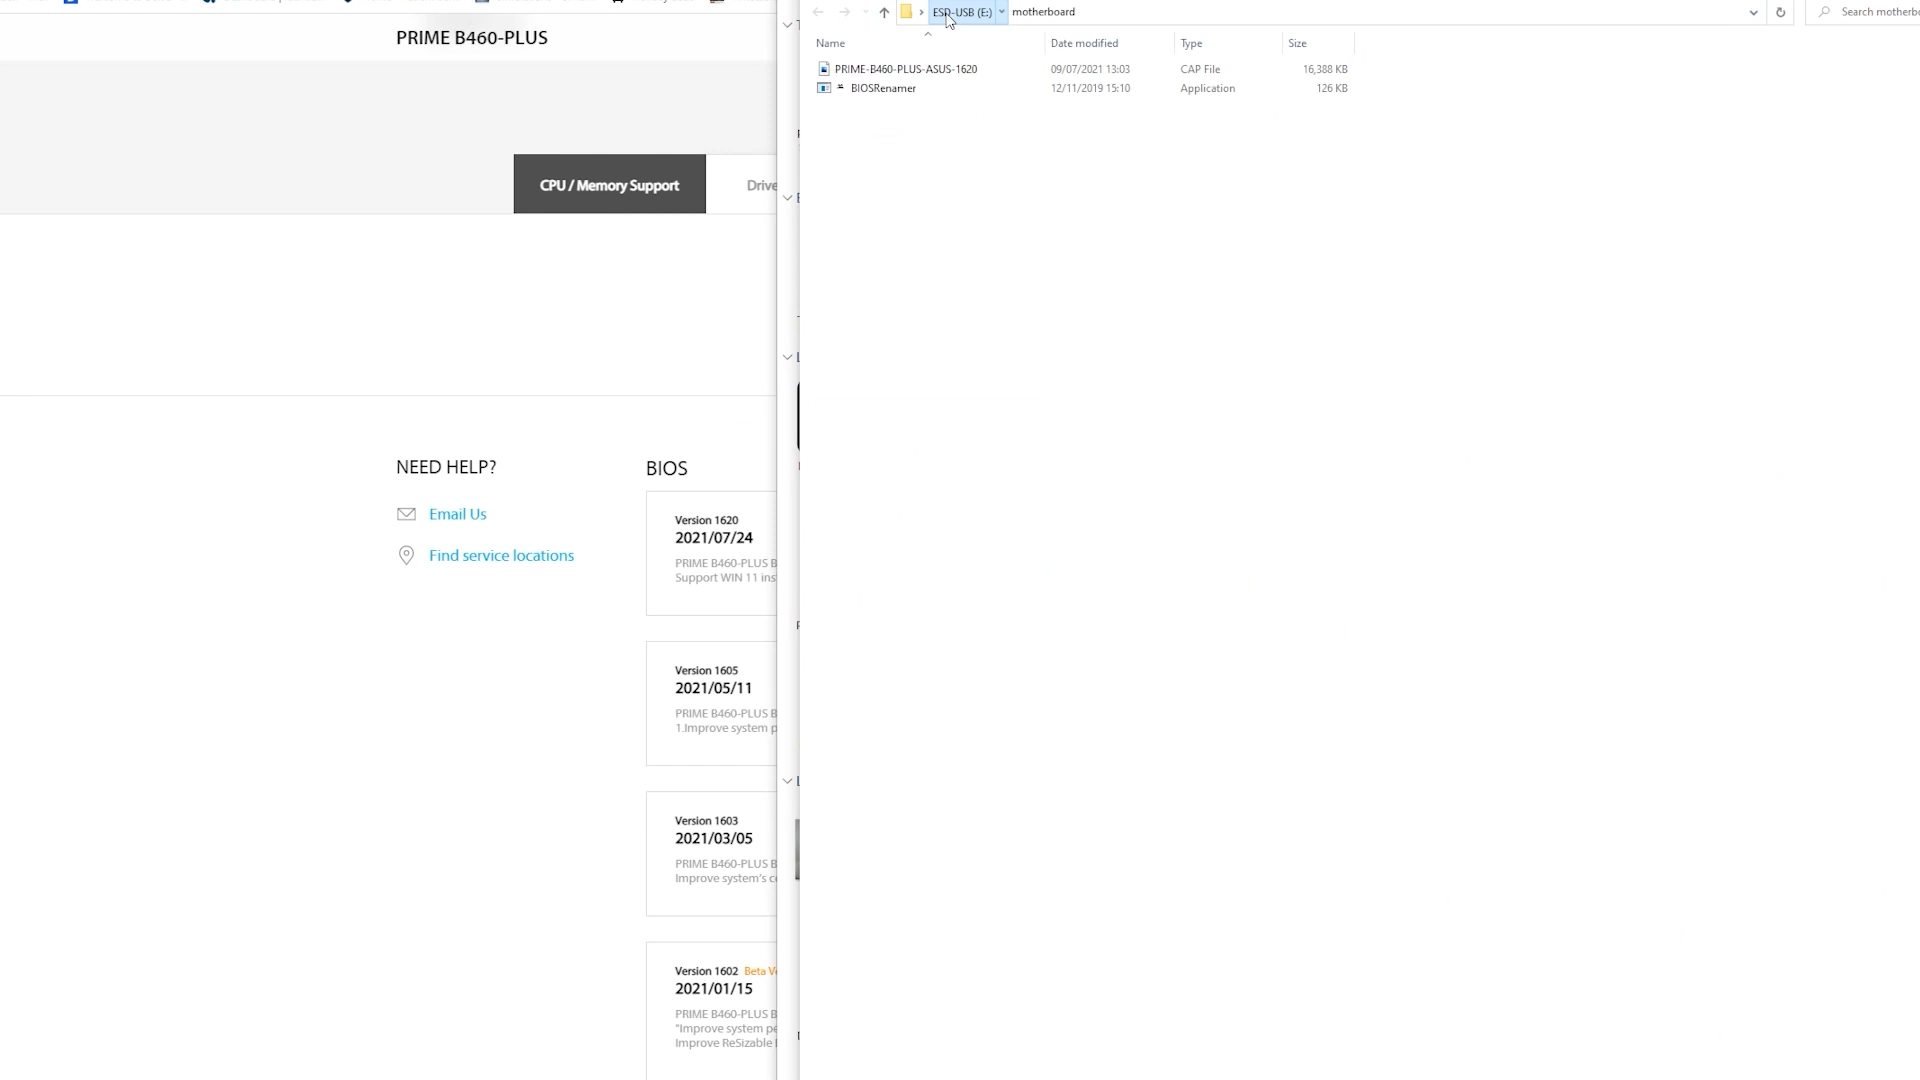 PRIME B460-PLUS
CPU / Memory Support
Drive
NEED HELP?
Email Us
Find service locations
BIOS
Version 1620
2021/07/24
PRIME B460-PLUS B
Support WIN 11 ins
Version 1605
2021/05/11
PRIME B460-PLUS B
1.Improve system p
Version 1603
2021/03/05
PRIME B460-PLUS B
Improve system's c
Version 1602 Beta Ve
2021/01/15
PRIME B460-PLUS B
"Improve system pe
Improve ReSizable
ESD-USB (E:) motherboard
Search motherbo
Name Date modified Type Size
PRIME-B460-PLUS-ASUS-1620 09/07/2021 13:03 CAP File 16,388 KB
BIOSRenamer 12/11/2019 15:10 Application 126 KB